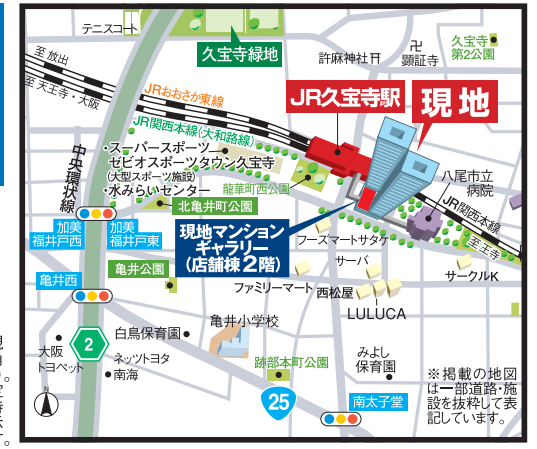 テニスコート
久宝寺緑地
許麻神社
卍
顕証寺
久宝寺
第2公園
至 放出
至 天王寺・大阪
JRおおさか東線
JR関西本線(大和路線)
JR久宝寺駅
現地
・スーパースポーツ
ゼビオスポーツタウン久宝寺
(大型スポーツ施設)
・水みらいセンター
龍華町西公園
八尾市立
病院
JR関西本線
至 王寺
中央環状線
北亀井町公園
加美
福井戸西
加美
福井戸東
現地マンション
ギャラリー
(店舗棟2階)
フーズマートサタケ
サーバ
サークルK
亀井西
亀井公園
ファミリーマート
西松屋
LULUCA
2
白鳥保育園
亀井小学校
大阪
トヨペット
ネッツトヨタ
南海
跡部本町公園
みよし
保育園
N
25
南太子堂
※掲載の地図
は一部道路・施
設を抜粋して表
記しています。